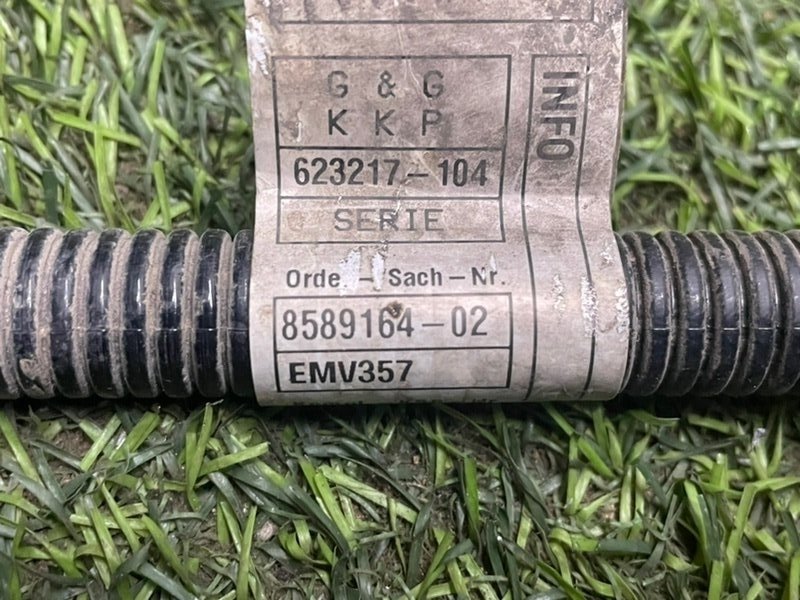 G & G
K K P
623217-104
SERIE
INFO
Orde - Sach-Nr.
8589164-02
EMV357